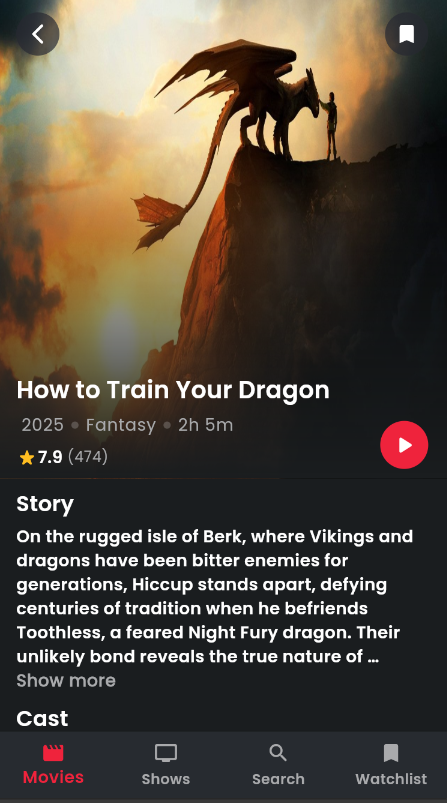 How to Train Your Dragon
2025 • Fantasy • 2h 5m
7.9 (474)
Story
On the rugged isle of Berk, where Vikings and
dragons have been bitter enemies for
generations, Hiccup stands apart, defying
centuries of tradition when he befriends
Toothless, a feared Night Fury dragon. Their
unlikely bond reveals the true nature of ...
Show more
Cast
Movies Shows Search Watchlist